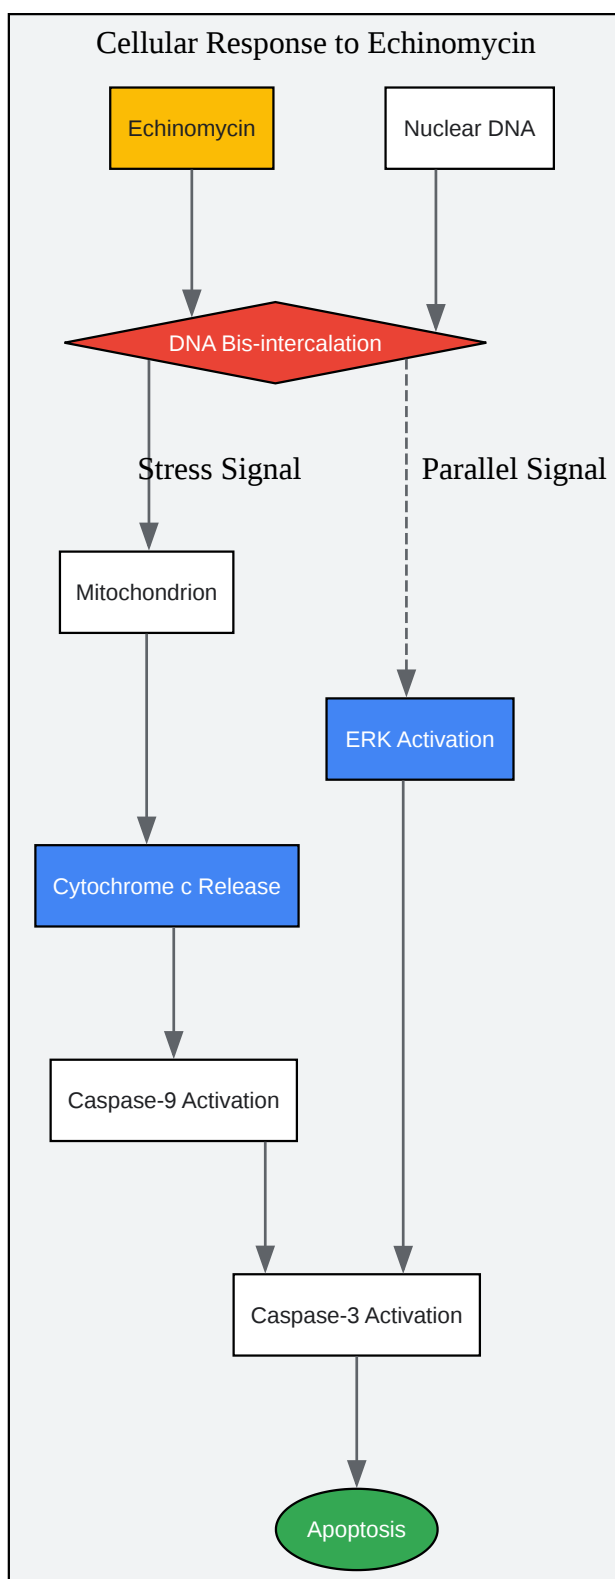 Cellular Response to Echinomycin
Echinomycin
Nuclear DNA
DNA Bis-intercalation
Stress Signal
Parallel Signal
Mitochondrion
ERK Activation
Cytochrome c Release
Caspase-9 Activation
Caspase-3 Activation
Apoptosis